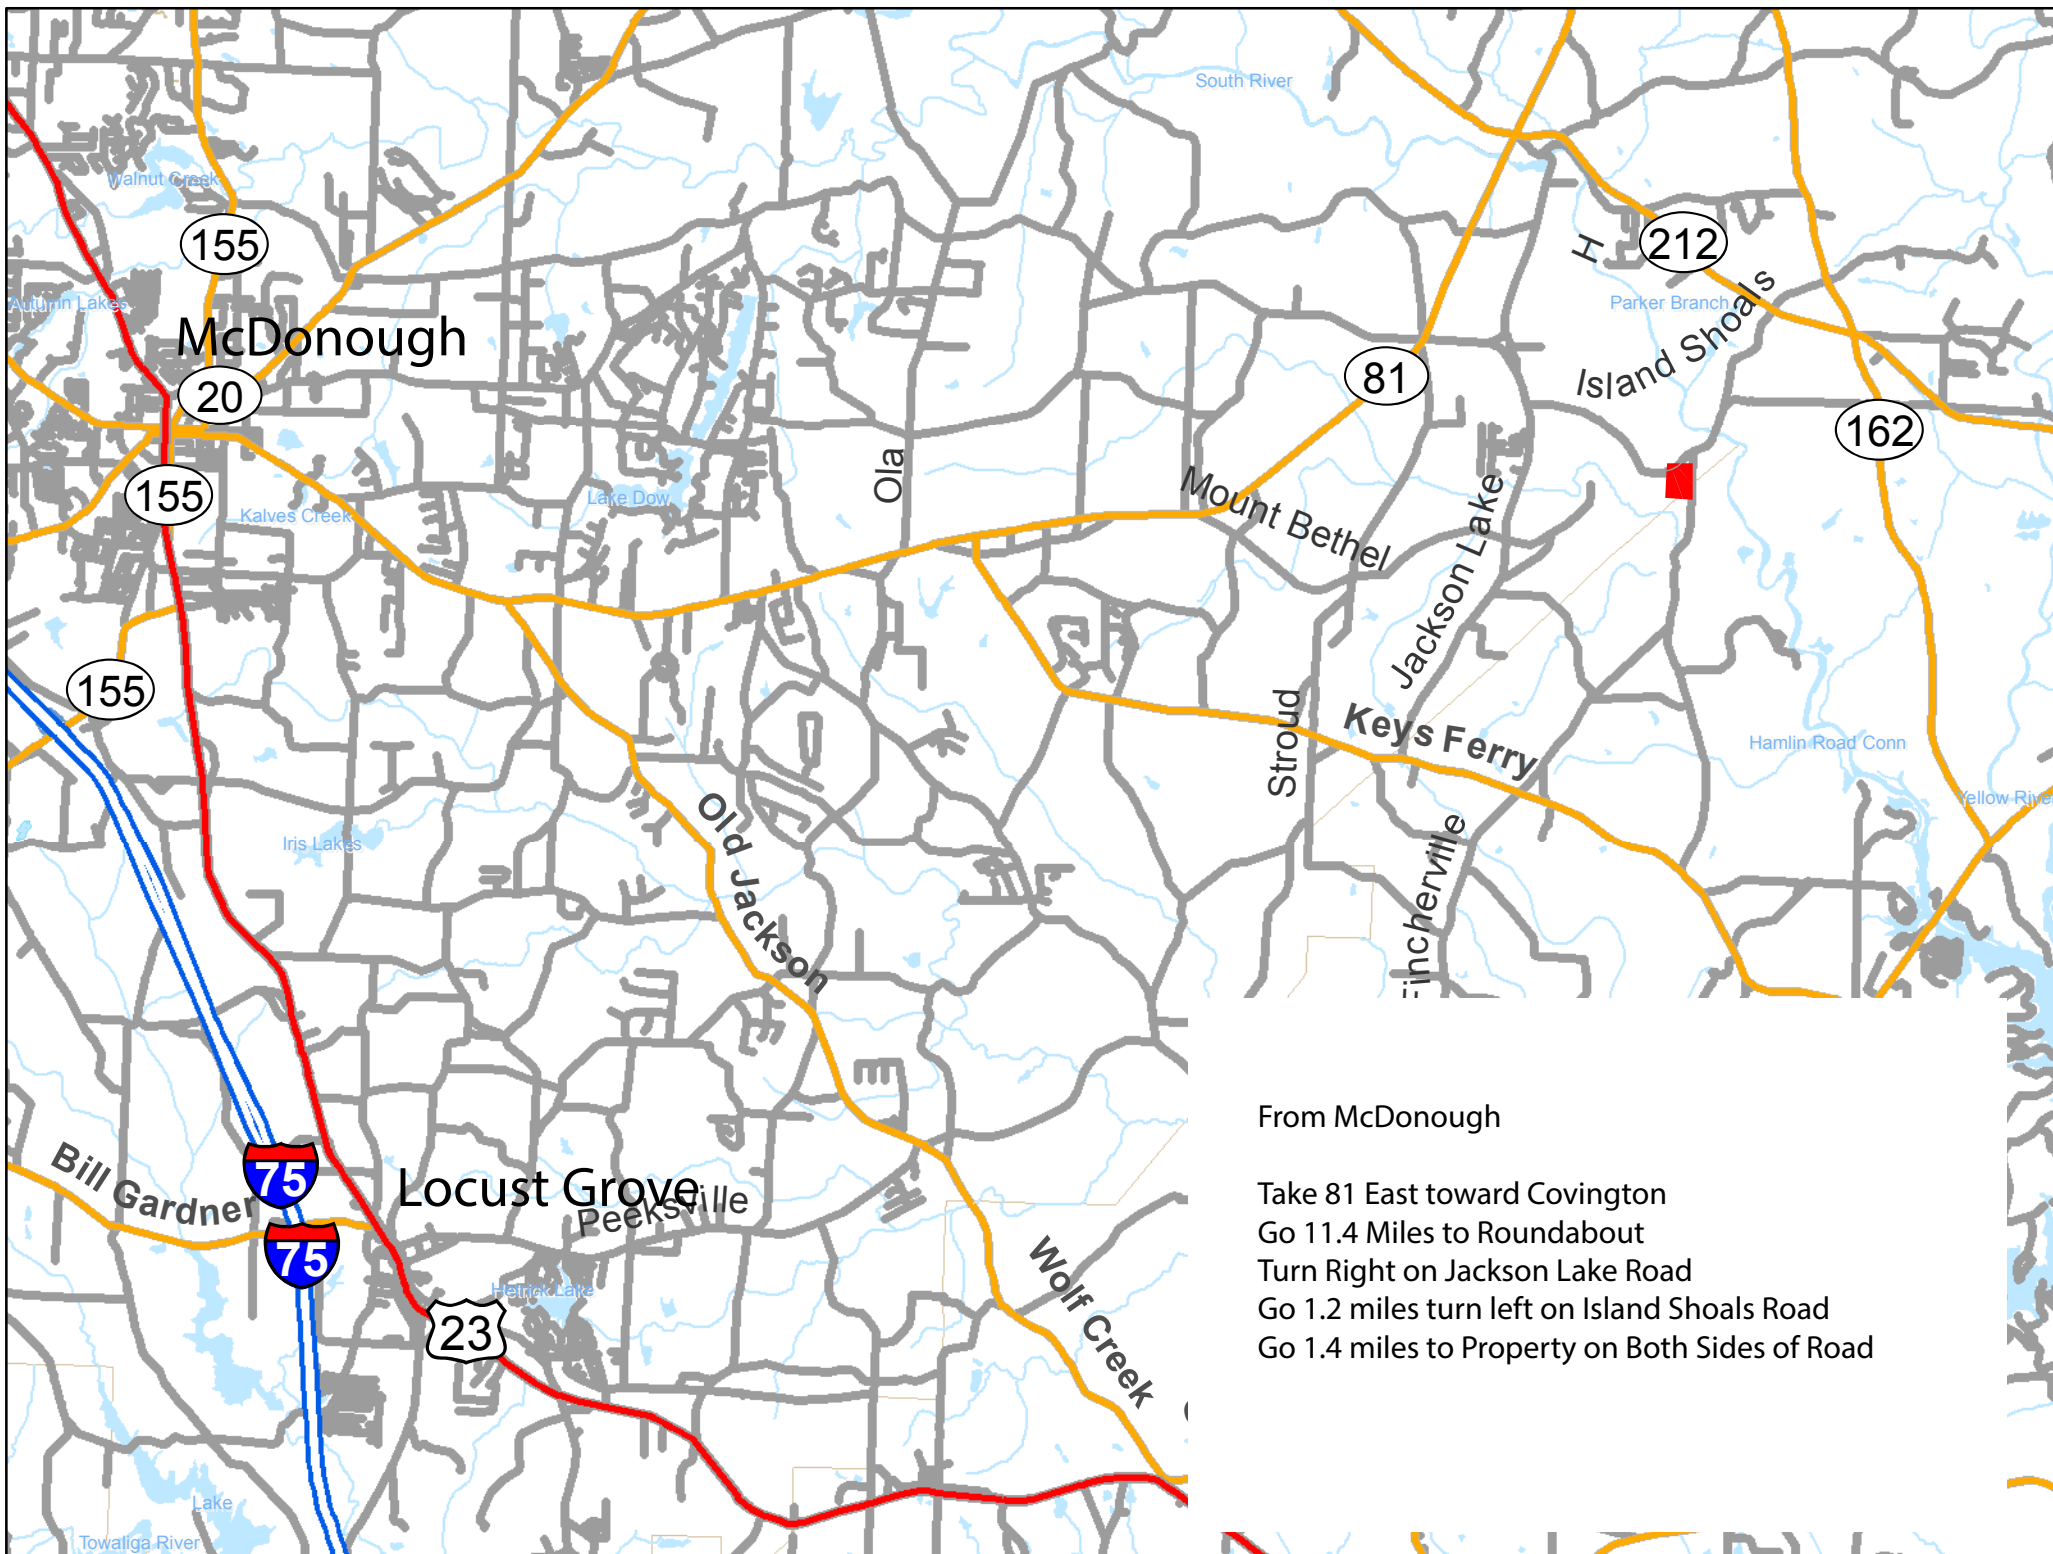 South River
Walnut Creek
155
212
H
Autumn Lakes
Parker Branch
Island Shoals
McDonough
20
81
162
155
Kalves Creek
Lake Dow
Ola
Mount Bethel
Jackson Lake
155
Stroud
Keys Ferry
Hamlin Road Conn
Yellow River
Iris Lakes
Old Jackson
Fincherville
Bill Gardner
75
Locust Grove
Peeksville
75
Hetrick Lake
23
Wolf Creek
Lake
Towaliga River
From McDonough
Take 81 East toward Covington
Go 11.4 Miles to Roundabout
Turn Right on Jackson Lake Road
Go 1.2 miles turn left on Island Shoals Road
Go 1.4 miles to Property on Both Sides of Road